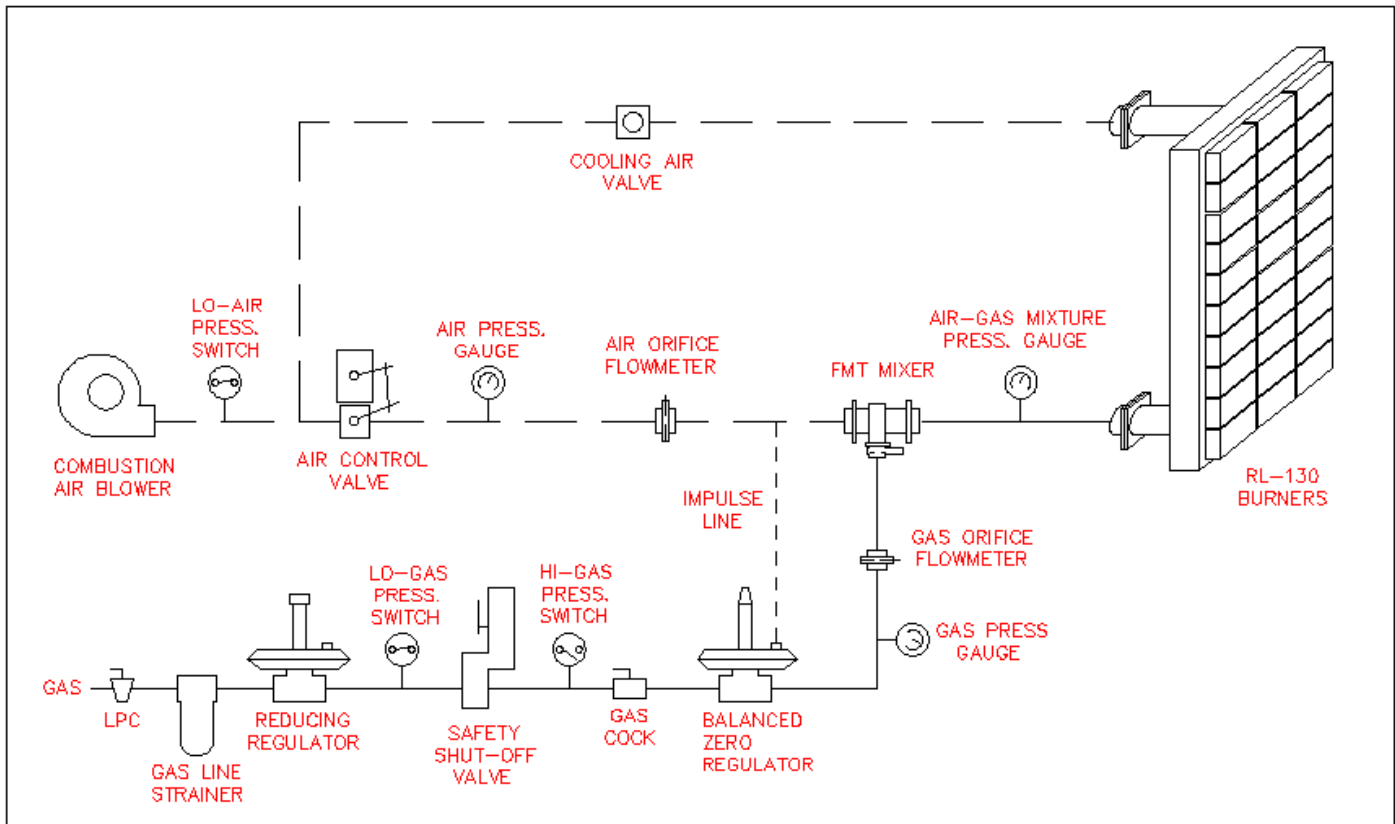 COOLING AIR
VALVE
LO-AIR
PRESS.
SWITCH
AIR PRESS.
GAUGE
AIR ORIFICE
FLOWMETER
AIR-GAS MIXTURE
PRESS. GAUGE
FMT MIXER
COMBUSTION
AIR BLOWER
AIR CONTROL
VALVE
RL-130
BURNERS
IMPULSE
LINE
GAS ORIFICE
FLOWMETER
LO-GAS
PRESS.
SWITCH
HI-GAS
PRESS.
SWITCH
GAS PRESS
GAUGE
GAS
LPC
GAS LINE
STRAINER
REDUCING
REGULATOR
SAFETY
SHUT-OFF
VALVE
GAS
COCK
BALANCED
ZERO
REGULATOR